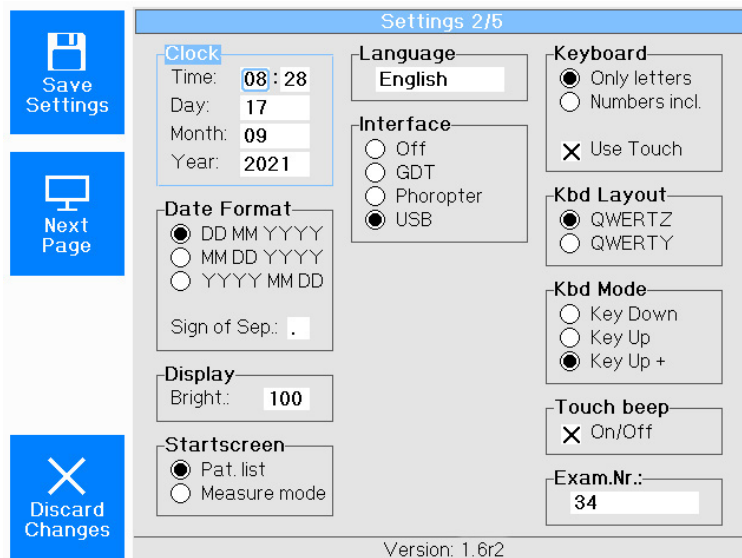 Settings 2/5
Save
Settings
Next
Page
Discard
Changes
Clock
Time: 08 : 28
Day: 17
Month: 09
Year: 2021
Date Format
DD MM YYYY
MM DD YYYY
YYYY MM DD
Sign of Sep.: .
Display
Bright.: 100
Startscreen
Pat. list
Measure mode
Language
English
Interface
Off
GDT
Phoropter
USB
Keyboard
Only letters
Numbers incl.
Use Touch
Kbd Layout
QWERTZ
QWERTY
Kbd Mode
Key Down
Key Up
Key Up +
Touch beep
On/Off
Exam.Nr.:
34
Version: 1.6r2